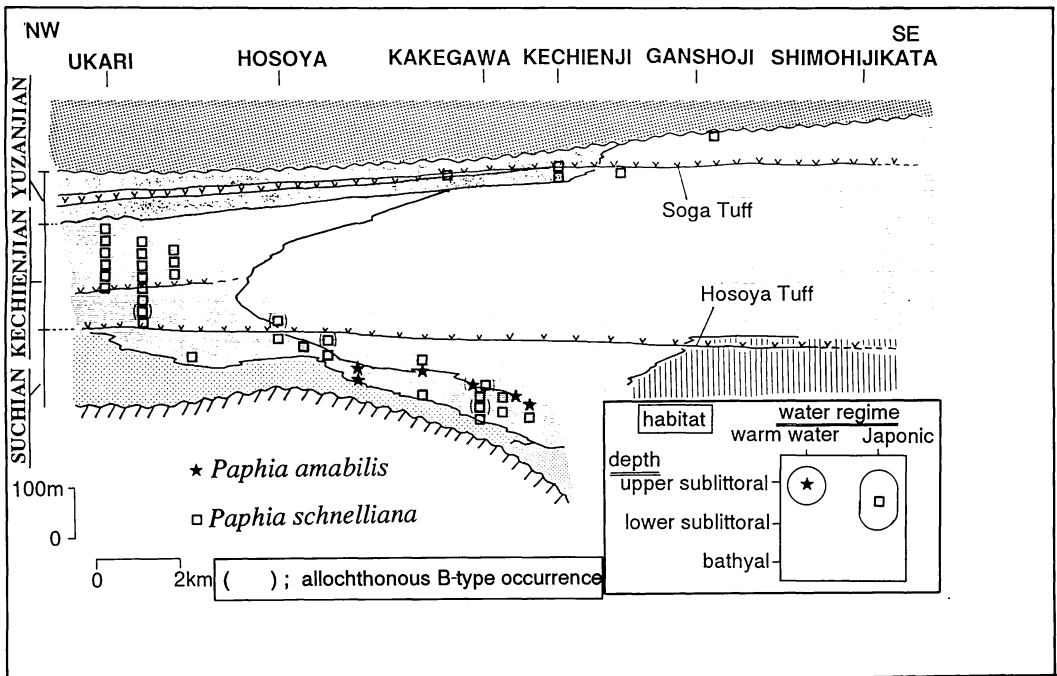 NW
SE
UKARI HOSOYA KAKEGAWA KECHIENJI GANSHOJI SHIMOHIJIKATA
SUCHIAN KECHIENJIAN YUZANJIAN
Soga Tuff
Hosoya Tuff
★ Paphia amabilis
□ Paphia schnelliana
100m
0
0 2km
( ) ; allochthonous B-type occurrence
habitat
water regime
warm water Japonic
depth
upper sublittoral
lower sublittoral
bathyal